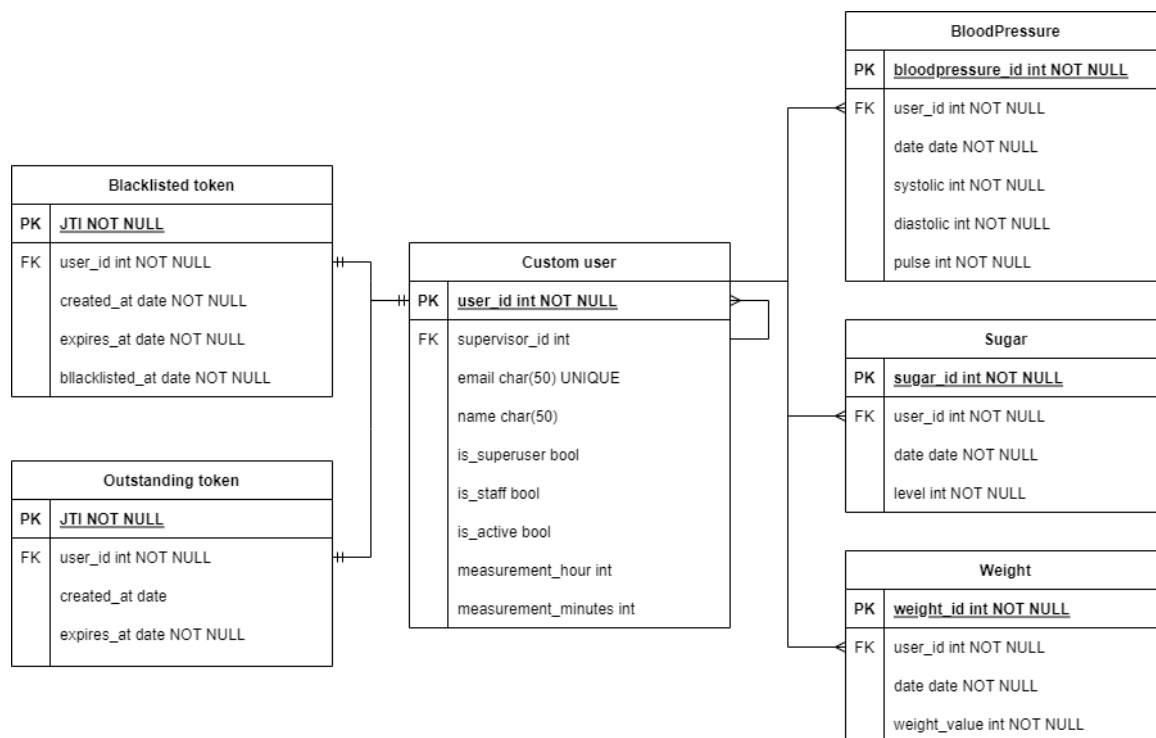 Blacklisted token
PK JTI NOT NULL
FK user_id int NOT NULL
created_at date NOT NULL
expires_at date NOT NULL
bllacklisted_at date NOT NULL
Outstanding token
PK JTI NOT NULL
FK user_id int NOT NULL
created_at date
expires_at date NOT NULL
Custom user
PK user_id int NOT NULL
FK supervisor_id int
email char(50) UNIQUE
name char(50)
is_superuser bool
is_staff bool
is_active bool
measurement_hour int
measurement_minutes int
BloodPressure
PK bloodpressure_id int NOT NULL
FK user_id int NOT NULL
date date NOT NULL
systolic int NOT NULL
diastolic int NOT NULL
pulse int NOT NULL
Sugar
PK sugar_id int NOT NULL
FK user_id int NOT NULL
date date NOT NULL
level int NOT NULL
Weight
PK weight_id int NOT NULL
FK user_id int NOT NULL
date date NOT NULL
weight_value int NOT NULL